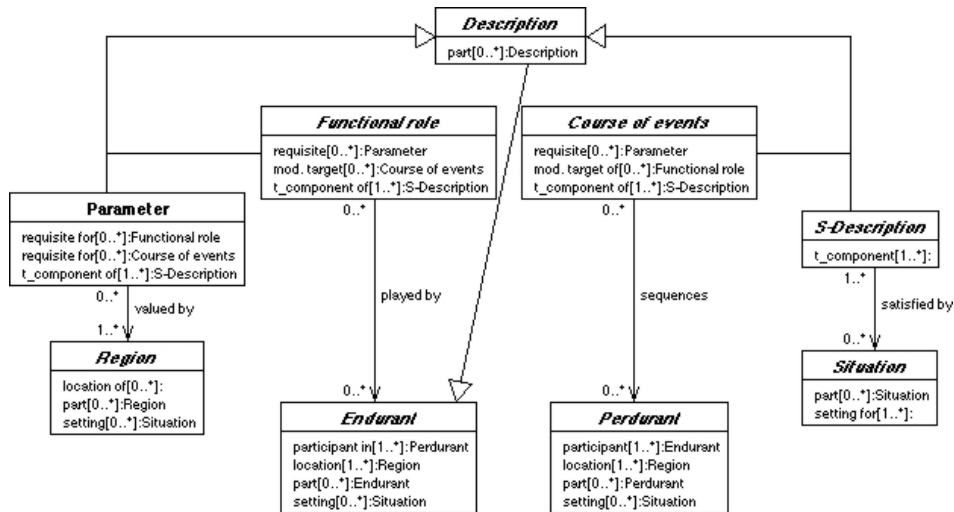 Description
part[0..*]:Description
Functional role
requisite[0..*]:Parameter
mod. target[0..*]:Course of events
t_component of[1..*]:S-Description
Course of events
requisite[0..*]:Parameter
mod. target of[0..*]:Functional role
t_component of[1..*]:S-Description
Parameter
requisite for[0..*]:Functional role
requisite for[0..*]:Course of events
t_component of[1..*]:S-Description
S-Description
t_component[1..*]:
0..*
0..*
0..*
1..*
valued by
played by
sequences
satisfied by
1..*
0..*
0..*
0..*
Region
location of[0..*]:
part[0..*]:Region
setting[0..*]:Situation
Situation
part[0..*]:Situation
setting for[1..*]:
Endurant
participant in[1..*]:Perdurant
location[1..*]:Region
part[0..*]:Endurant
setting[0..*]:Situation
Perdurant
participant[1..*]:Endurant
location[1..*]:Region
part[0..*]:Perdurant
setting[0..*]:Situation